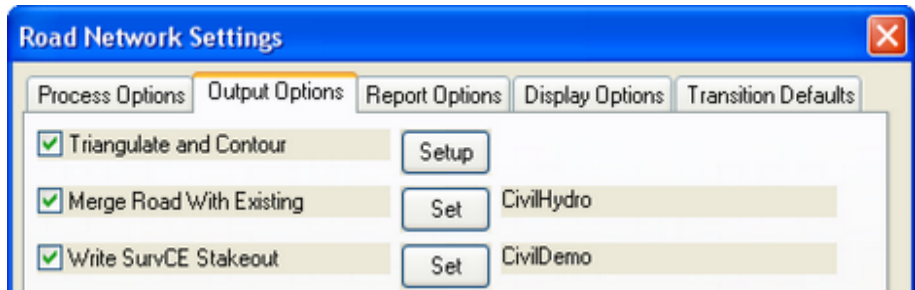 Road Network Settings
Process Options Output Options Report Options Display Options Transition Defaults
Triangulate and Contour Setup
Merge Road With Existing Set CivilHydro
Write SurvCE Stakeout Set CivilDemo